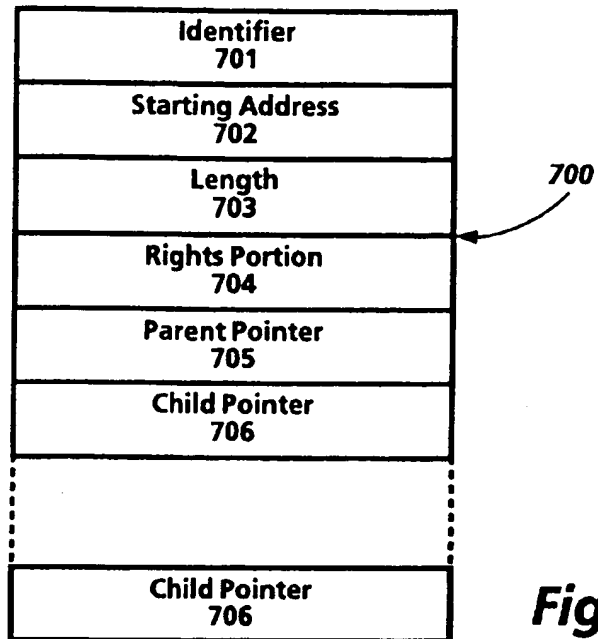 Identifier
701
Starting Address
702
Length
703
700
Rights Portion
704
Parent Pointer
705
Child Pointer
706
Child Pointer
706
Fig